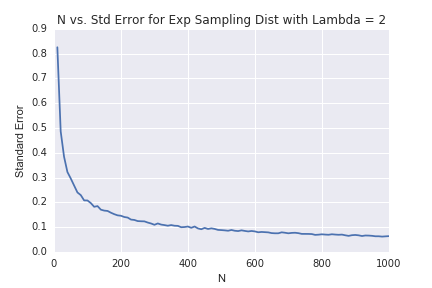 N vs. Std Error for Exp Sampling Dist with Lambda = 2
0.9
0.8
0.7
0.6
0.5
0.4
0.3
0.2
0.1
0.0
Standard Error
0 200 400 600 800 1000
N